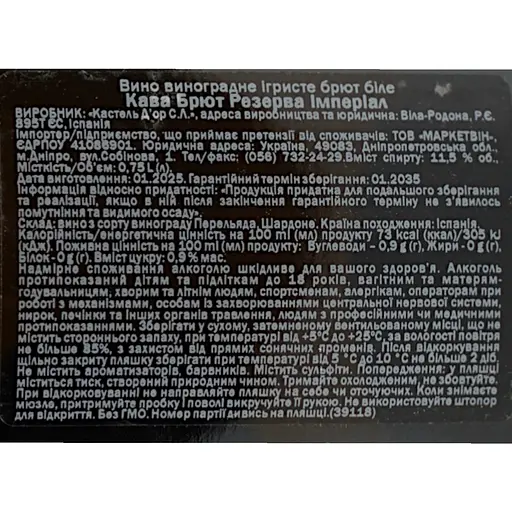 Вино виноградне ігристе брют біле
Кава Брют Резерва Імперіал
ВИРОБНИК: «Кастель Д'ор С.Л.», адреса виробництва та юридична: Віла-Родона, Р.Є.
895Т ЄС, Іспанія
Імпортер/підприємство, що приймає претензії від споживачів: ТОВ "МАРКЕТВІН»,
ЄДРПОУ 41088901. Юридична адреса: Україна, 49083, Дніпропетровська обл.,
м.Дніпро, вул.Собінова, 1. Тел/факс: (056) 732-24-29.Вміст спирту: 11,5 % об.,
Місткість/Об'єм: 0,75 L(л).
Дата виготовлення: 01.2025. Гарантійний термін зберігання: 01.2035
Інформація відносно придатності: «Продукція придатна для подальшого зберігання
та реалізації, якщо в ній після закінчення гарантійного терміну не з'явилось
помутніння та видимого осаду».
Склад: вино з сорту винограду Перельяда, Шардоне. Країна походження: Іспанія.
Калорійність/енергетична цінність на 100 ml (мл) продукту 73 kcal (ккал)/305 kJ
(кДж). Поживна цінність на 100 ml (мл) продукту: Вуглеводи – 0,9 g (г), Жири - 0 g (г),
Білок - 0 g (г). Вміст цукру: 0,9 % мас.
Надмірне споживання алкоголю шкідливе для вашого здоров'я. Алкоголь
протипоказаний дітям та підліткам до 18 років, вагітним та матерям-
годувальницям, хворим та літнім людям, спортсменам, алергікам, операторам при
роботі з механізмами, особам із захворюваннями центральної нервової системи,
нирок, печінки та інших органів травлення, людям з професійними чи медичними
протипоказаннями. Зберігати у сухому, затемненому вентильованому місці, що не
містить стороннього запаху, при температурі від +5°С до +25°С, за вологості повітря
не більше 85%, з захистом від прямих сонячних променів. Після відкорковування
закриту шлякшку зберігати при температурі від 5 °С до 10 °С не більше 2 діб.
Не містить ароматизаторів, барвників. Містить сульфіти. Попередження: у пляшці
міститься тиск, створений природним чином. Тримайте охолодженим, не збовтуйте.
При відкорковуванні не направляйте пляшку на себе чи оточуючих. Коли знімаєте
мюзле, притримуйте пробку і поволі викручуйте її рукою. Не використовуйте штопор
для відкриття. Без ГМО. Номер партії дивись на пляшці.(39118)